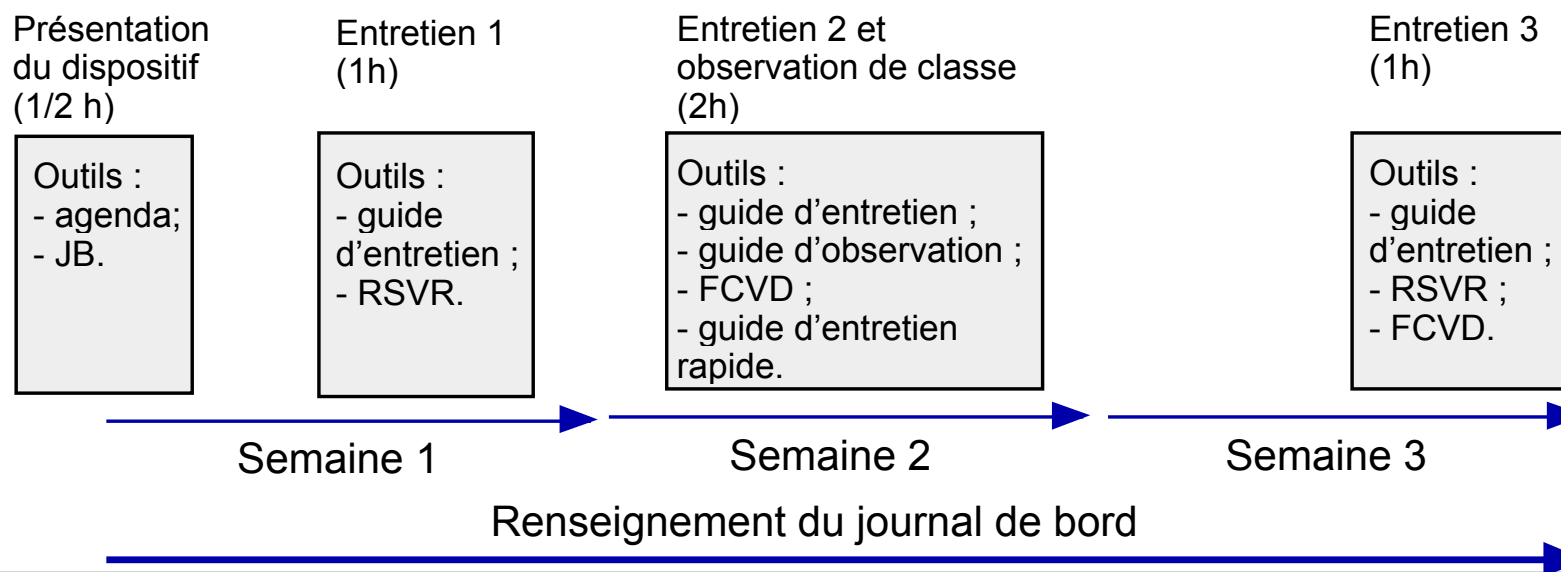 Présentation
du dispositif
(1/2 h)
Outils :
- agenda;
- JB.
Entretien 1
(1h)
Outils :
- guide
d’entretien ;
- RSVR.
Entretien 2 et
observation de classe
(2h)
Outils :
- guide d’entretien ;
- guide d’observation ;
- FCVD ;
- guide d’entretien
rapide.
Entretien 3
(1h)
Outils :
- guide
d’entretien ;
- RSVR ;
- FCVD.
Semaine 1
Semaine 2
Semaine 3
Renseignement du journal de bord